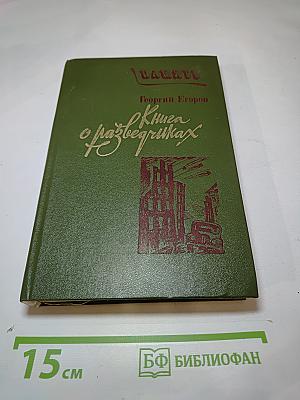 ПАМЯТЬ
Георгий Егоров
Книга
о разведчиках
15 см
БФ БИБЛИОФАН